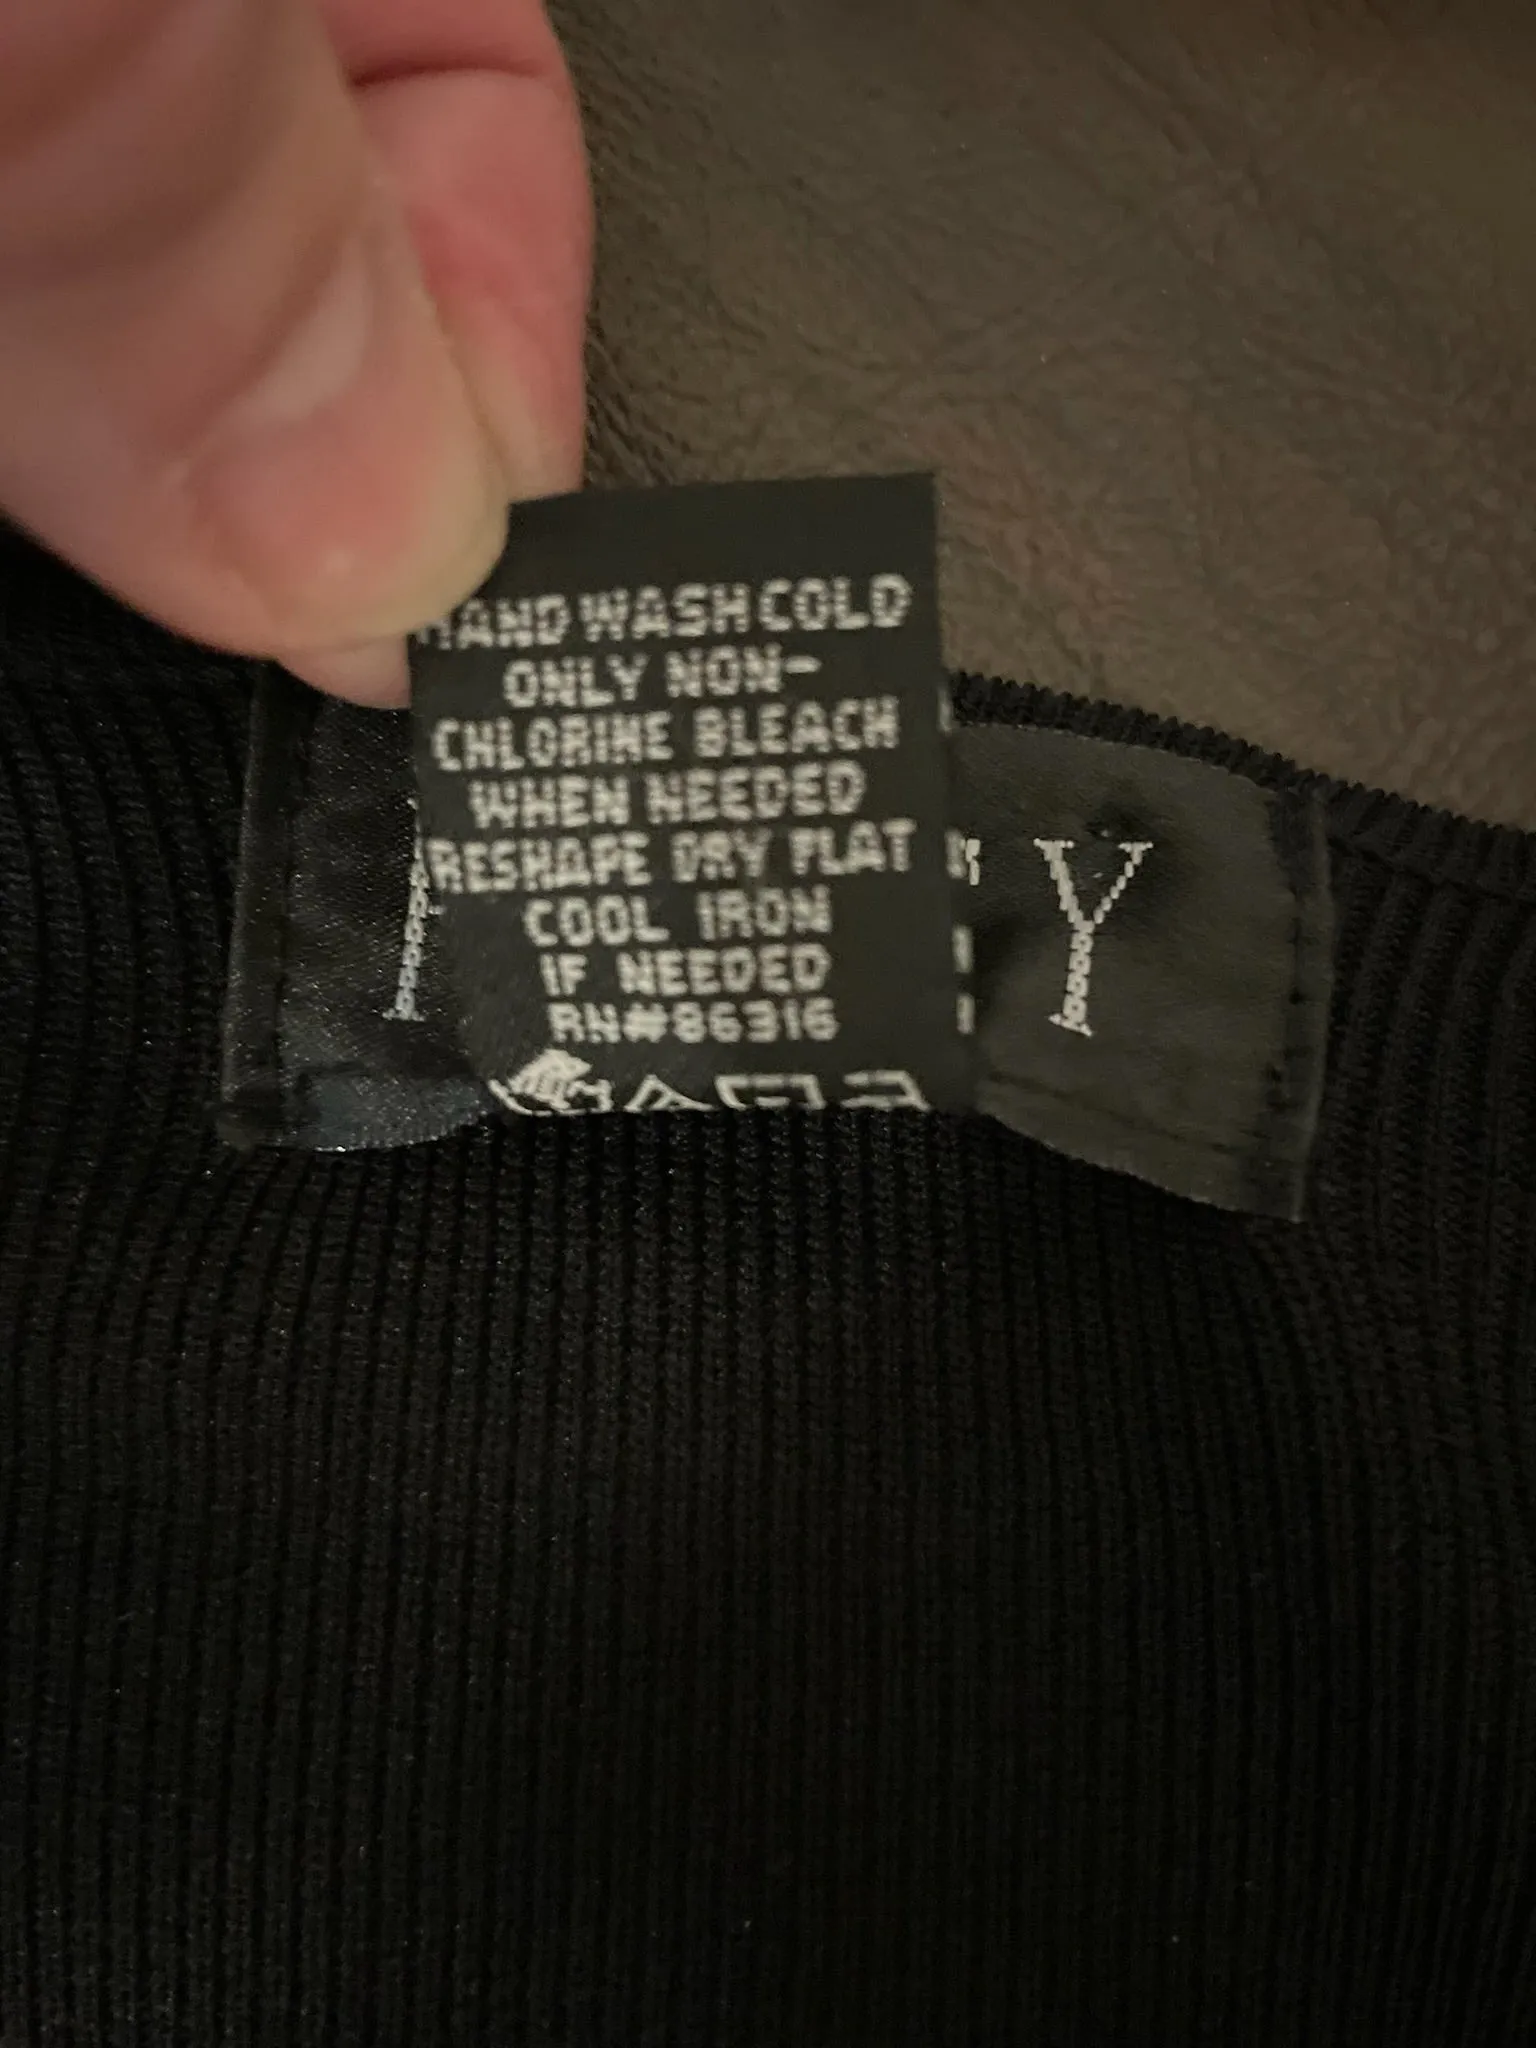 HAND WASH COLD
ONLY NON-
CHLORINE BLEACH
WHEN NEEDED
RESHAPE DRY FLAT
COOL IRON
IF NEEDED
RN#86316
Y